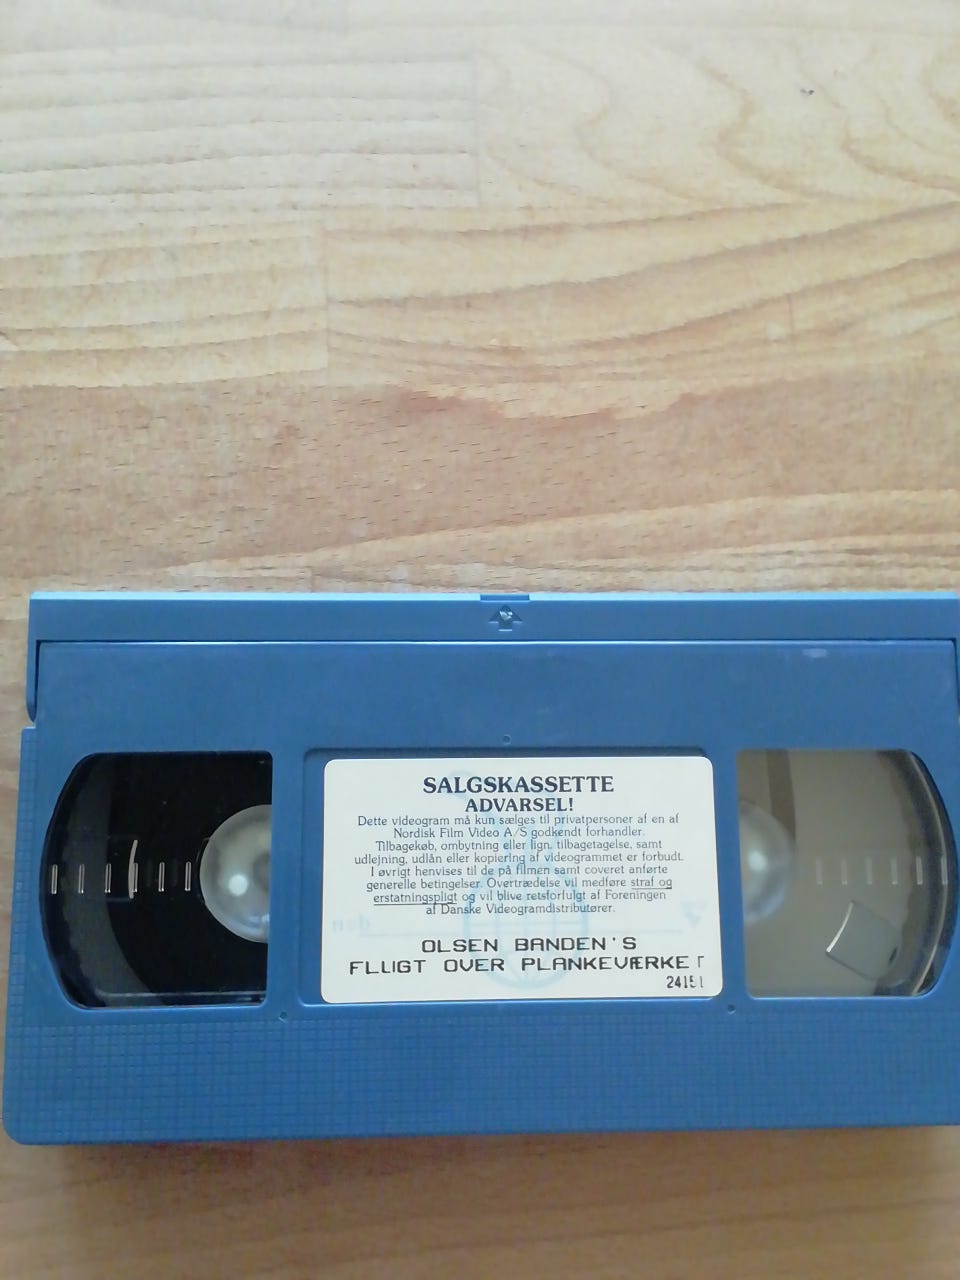 SALGSKASSETTE
ADVARSEL!
Dette videogram må kun sælges til privatpersoner af en af
Nordisk Film Video A/S godkendt forhandler.
Tilbagekøb, ombytning eller lign. tilbagetagelse, samt
udlejning, udlån eller kopiering af videogrammet er forbudt.
I øvrigt henvises til de på filmen samt coveret anførte
generelle betingelser. Overtrædelse vil medføre straf og
erstatningspligt og vil blive retsforfulgt af Foreningen
af Danske Videogramdistributører.
OLSEN BANDEN'S
FLUGT OVER PLANKEVÆRKET